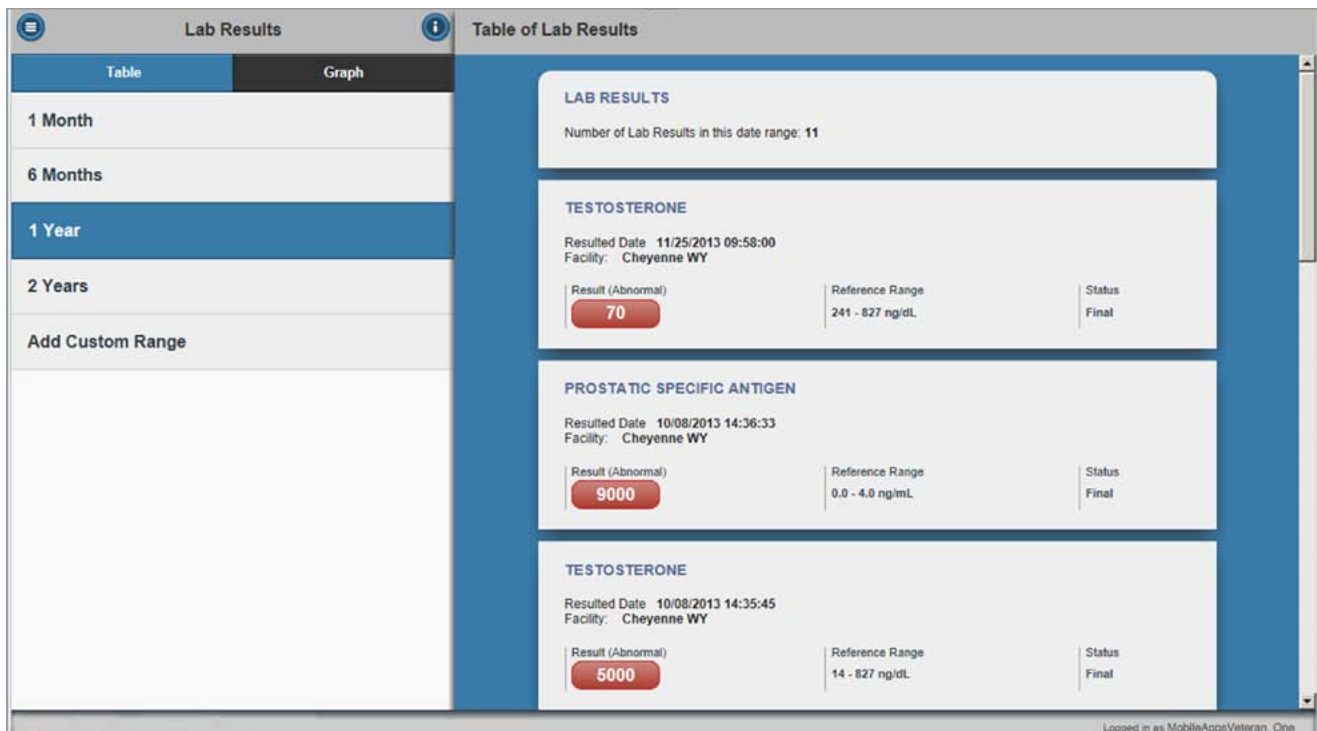 Lab Results
Table Graph
1 Month
6 Months
1 Year
2 Years
Add Custom Range
Table of Lab Results
LAB RESULTS
Number of Lab Results in this date range: 11
TESTOSTERONE
Resulted Date 11/25/2013 09:58:00
Facility: Cheyenne WY
Result (Abnormal) Reference Range Status
70 241 - 827 ng/dL Final
PROSTATIC SPECIFIC ANTIGEN
Resulted Date 10/08/2013 14:36:33
Facility: Cheyenne WY
Result (Abnormal) Reference Range Status
9000 0.0 - 4.0 ng/mL Final
TESTOSTERONE
Resulted Date 10/08/2013 14:35:45
Facility: Cheyenne WY
Result (Abnormal) Reference Range Status
5000 14 - 827 ng/dL Final
Logged in as MobileAppsVeteran, One